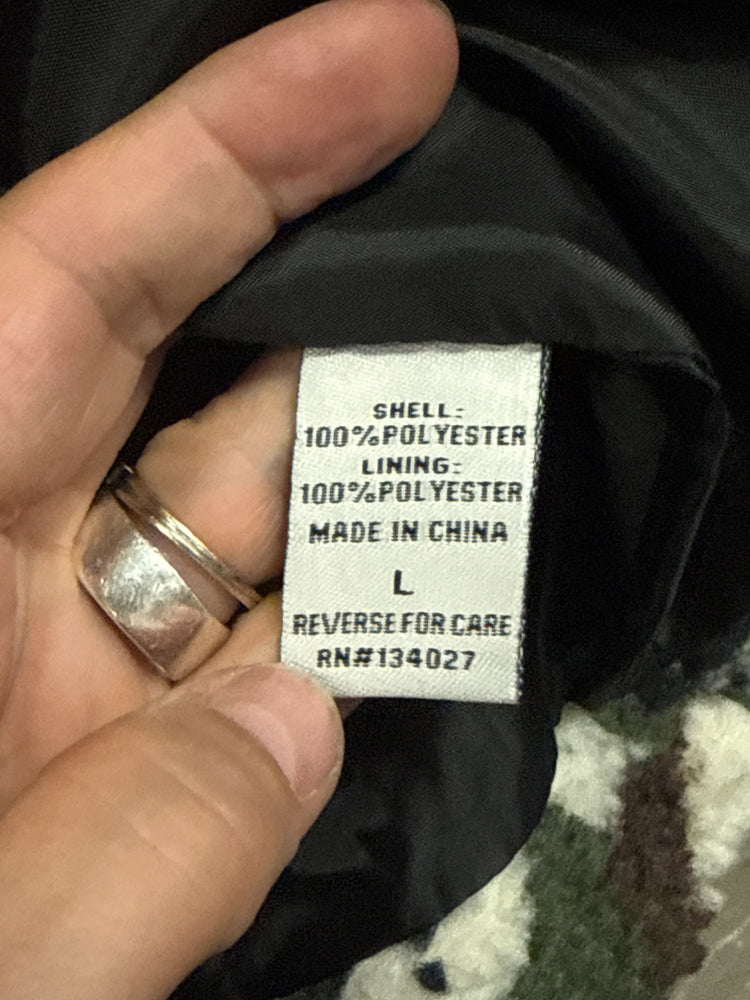 SHELL:
100%POLYESTER
LINING:
100%POLYESTER
MADE IN CHINA
L
REVERSE FOR CARE
RN#134027